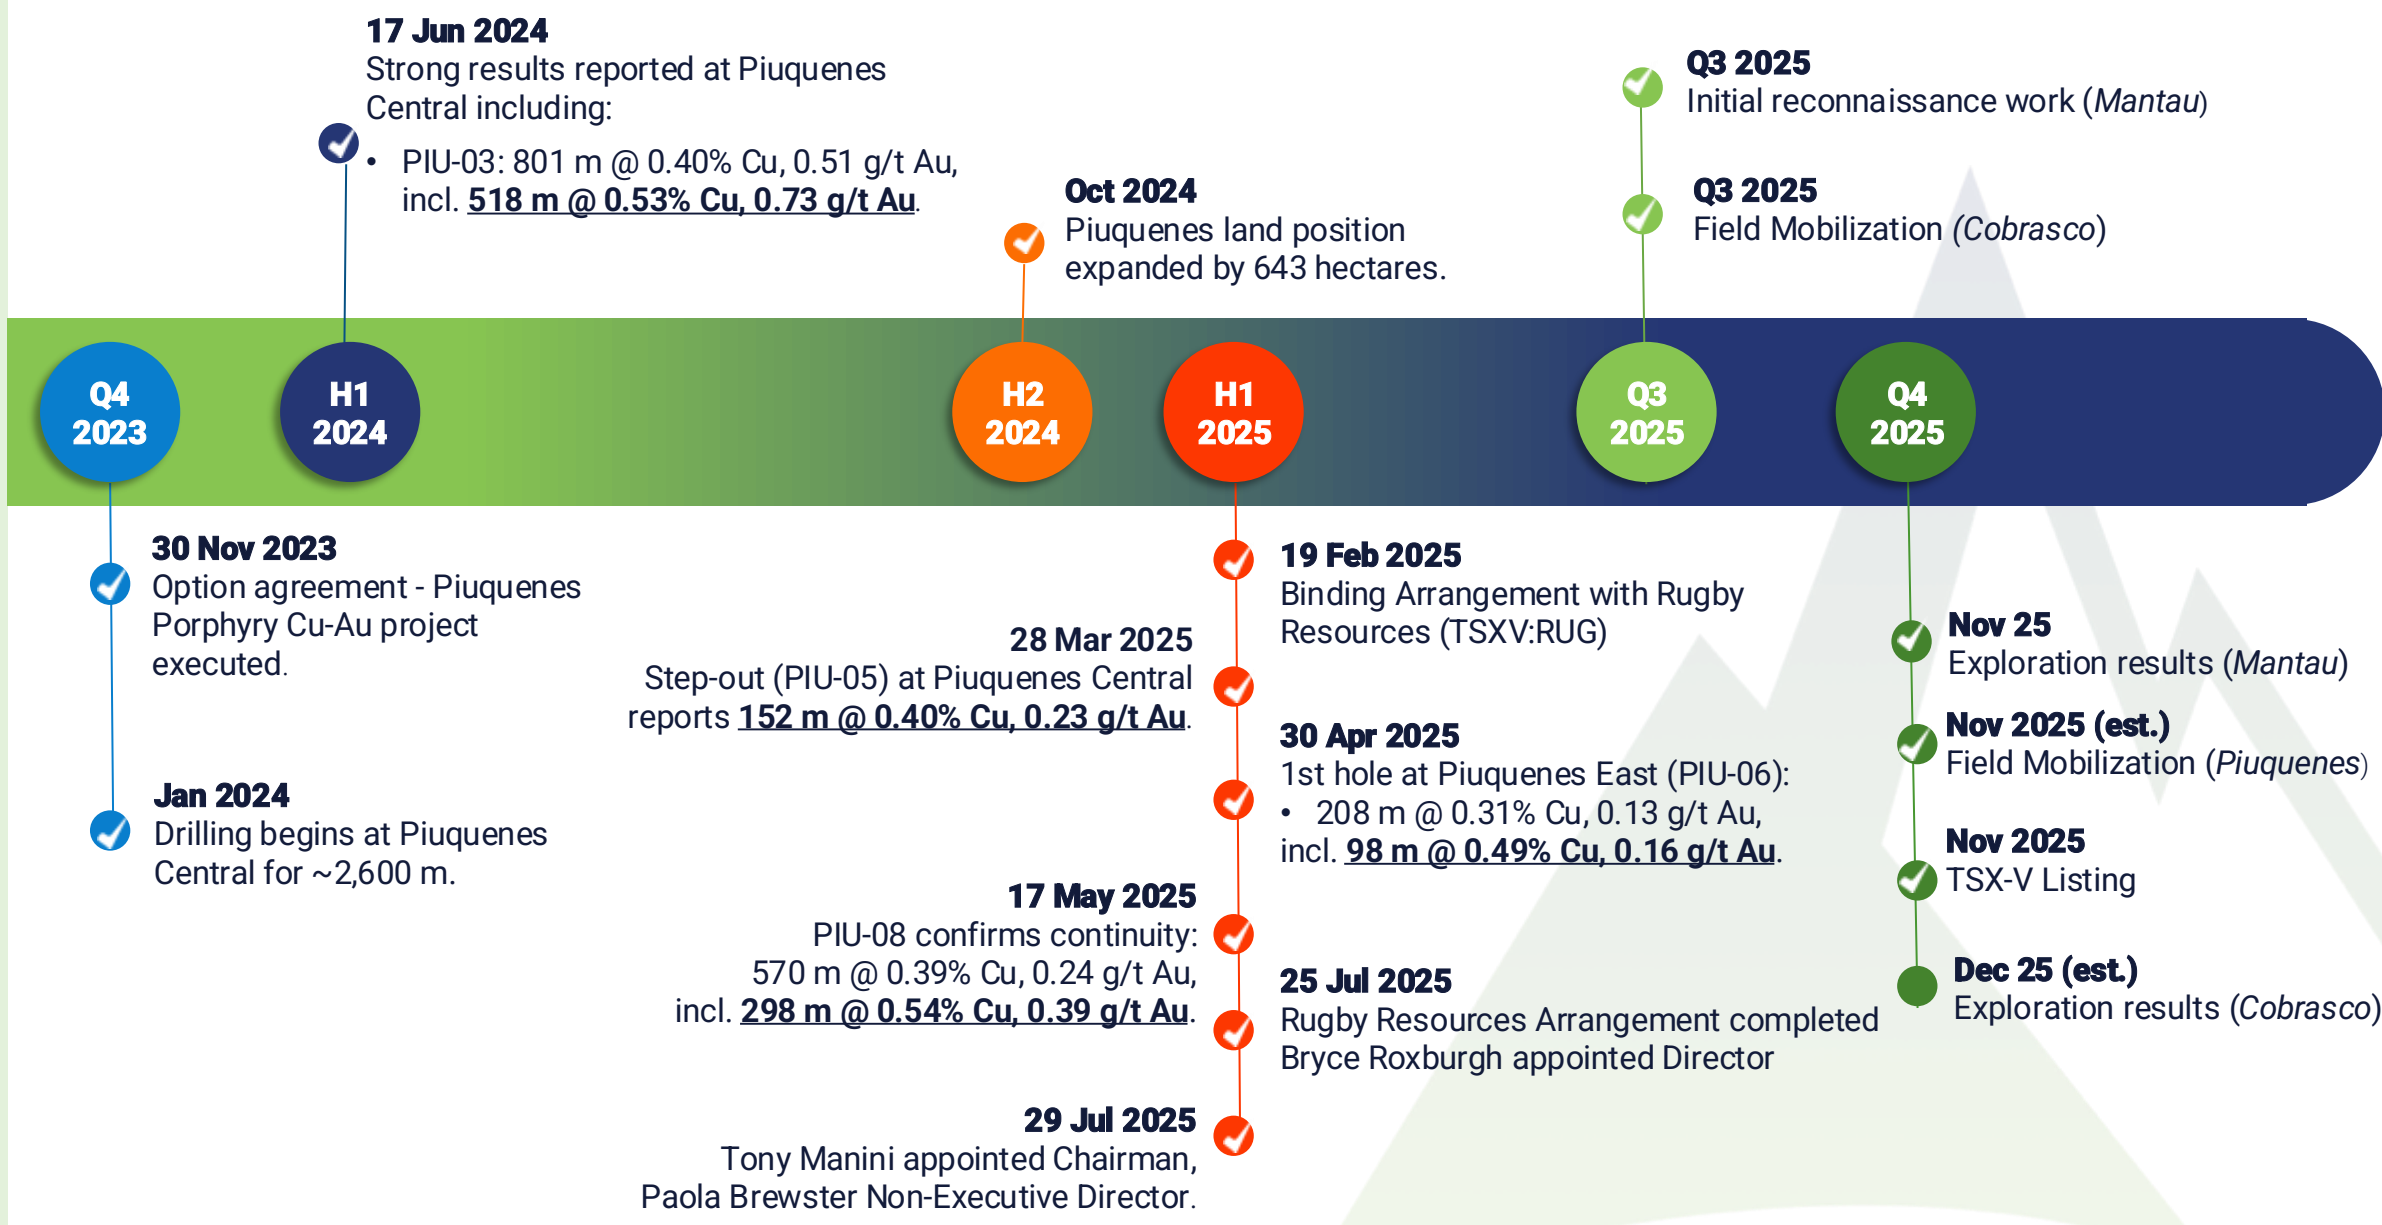 17 Jun 2024
Strong results reported at Piuquenes
Central including:
• PIU-03: 801 m @ 0.40% Cu, 0.51 g/t Au,
incl. 518 m @ 0.53% Cu, 0.73 g/t Au.
Oct 2024
Piuquenes land position
expanded by 643 hectares.
Q3 2025
Initial reconnaissance work (Mantau)
Q3 2025
Field Mobilization (Cobrasco)
Q4
2023
H1
2024
H2
2024
H1
2025
Q3
2025
Q4
2025
30 Nov 2023
Option agreement - Piuquenes
Porphyry Cu-Au project
executed.
Jan 2024
Drilling begins at Piuquenes
Central for ~2,600 m.
19 Feb 2025
Binding Arrangement with Rugby
Resources (TSXV:RUG)
28 Mar 2025
Step-out (PIU-05) at Piuquenes Central
reports 152 m @ 0.40% Cu, 0.23 g/t Au.
30 Apr 2025
1st hole at Piuquenes East (PIU-06):
• 208 m @ 0.31% Cu, 0.13 g/t Au,
incl. 98 m @ 0.49% Cu, 0.16 g/t Au.
17 May 2025
PIU-08 confirms continuity:
570 m @ 0.39% Cu, 0.24 g/t Au,
incl. 298 m @ 0.54% Cu, 0.39 g/t Au.
25 Jul 2025
Rugby Resources Arrangement completed
Bryce Roxburgh appointed Director
29 Jul 2025
Tony Manini appointed Chairman,
Paola Brewster Non-Executive Director.
Nov 25
Exploration results (Mantau)
Nov 2025 (est.)
Field Mobilization (Piuquenes)
Nov 2025
TSX-V Listing
Dec 25 (est.)
Exploration results (Cobrasco)